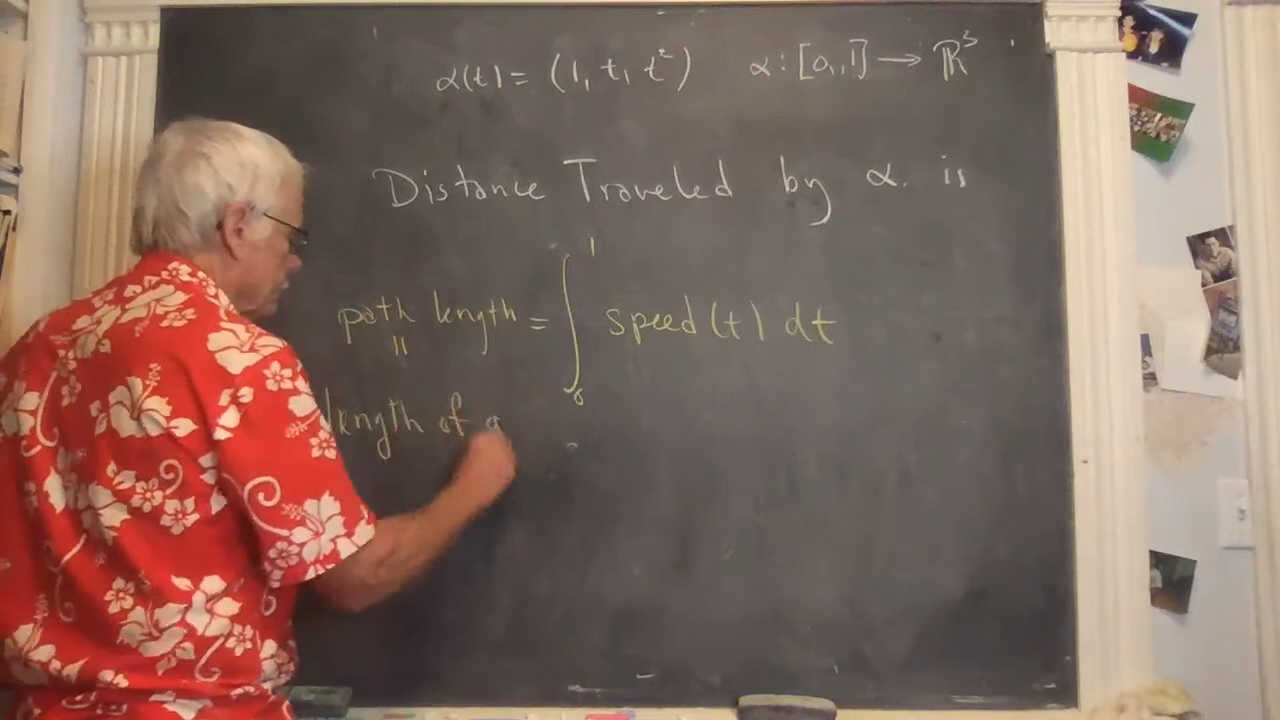 α(t) = (1, t, t²) α : [0, 1] → ℝ³
Distance Traveled by α. is
path length = ∫₀¹ speed (t) dt
||
length of a